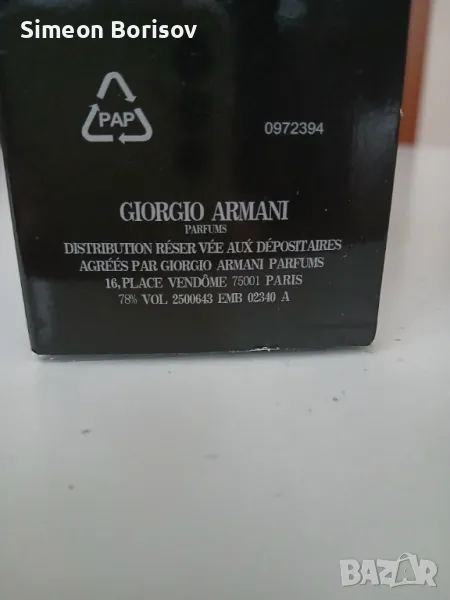 Simeon Borisov
PAP
0972394
GIORGIO ARMANI
PARFUMS
DISTRIBUTION RÉSER VÉE AUX DÉPOSITAIRES
AGRÉÉS PAR GIORGIO ARMANI PARFUMS
16,PLACE VENDÔME 75001 PARIS
78% VOL 2500643 EMB 02340 A
BAZAR